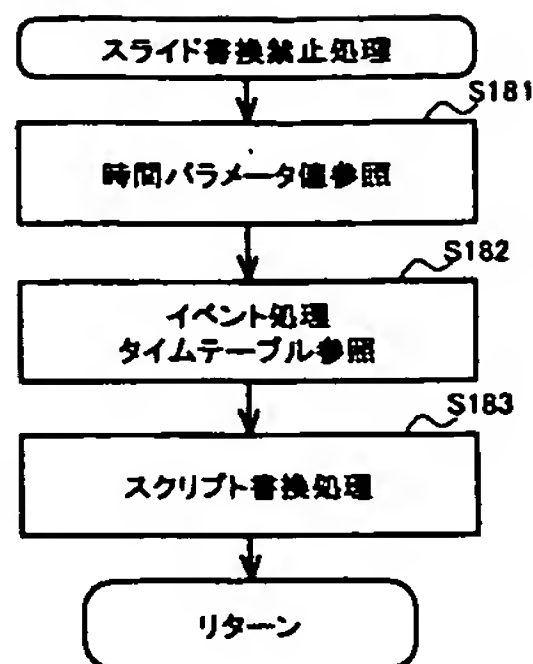 スライド書換禁止処理
S181
時間パラメータ値参照
S182
イベント処理
タイムテーブル参照
S183
スクリプト書換処理
リターン